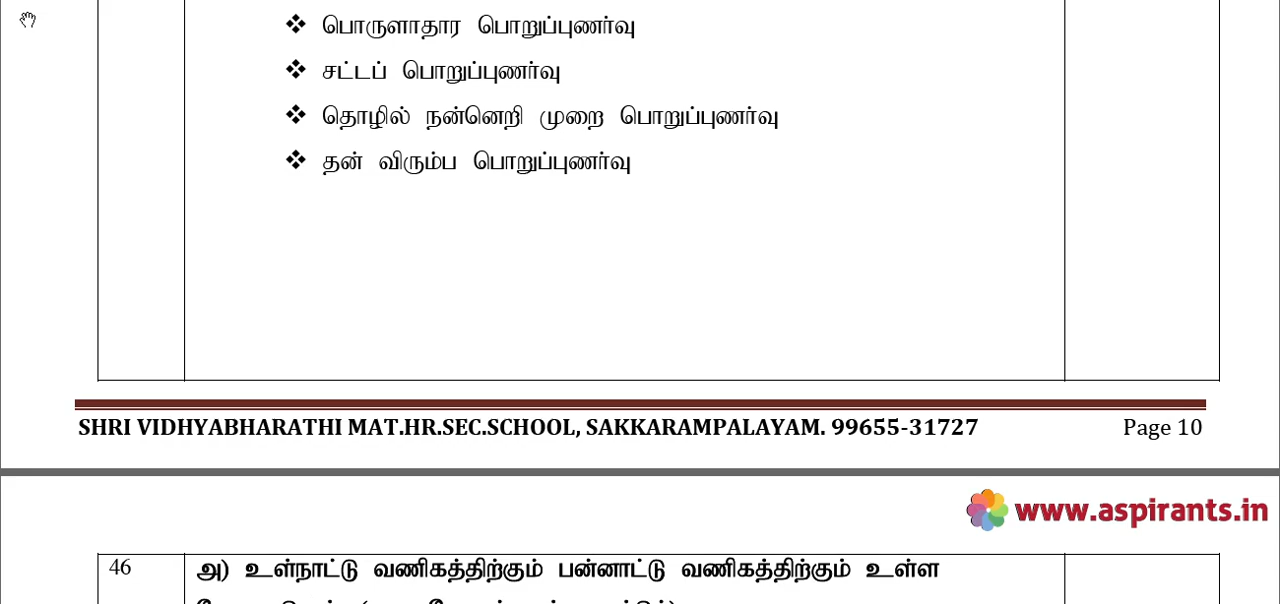 ❖ பொருளாதார பொறுப்புணர்வு
❖ சட்டப் பொறுப்புணர்வு
❖ தொழில் நன்னெறி முறை பொறுப்புணர்வு
❖ தன் விரும்ப பொறுப்புணர்வு
SHRI VIDHYABHARATHI MAT.HR.SEC.SCHOOL, SAKKARAMPALAYAM. 99655-31727 Page 10
www.aspirants.in
46 அ) உள்நாட்டு வணிகத்திற்கும் பன்னாட்டு வணிகத்திற்கும் உள்ள